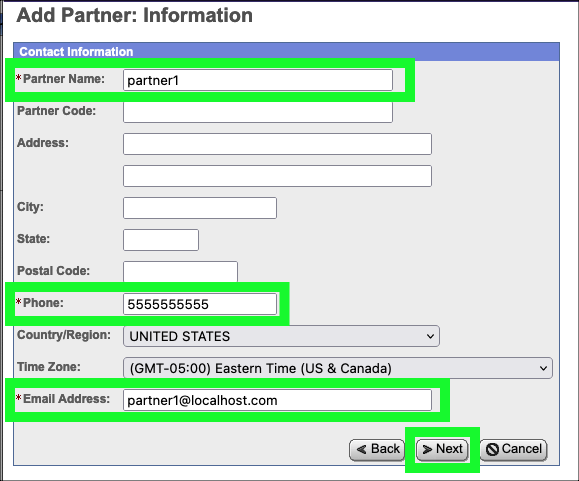 Add Partner: Information
Contact Information
*Partner Name: partner1
Partner Code:
Address:
City:
State:
Postal Code:
*Phone: 5555555555
Country/Region: UNITED STATES
Time Zone: (GMT-05:00) Eastern Time (US & Canada)
*Email Address: partner1@localhost.com
Back Next Cancel